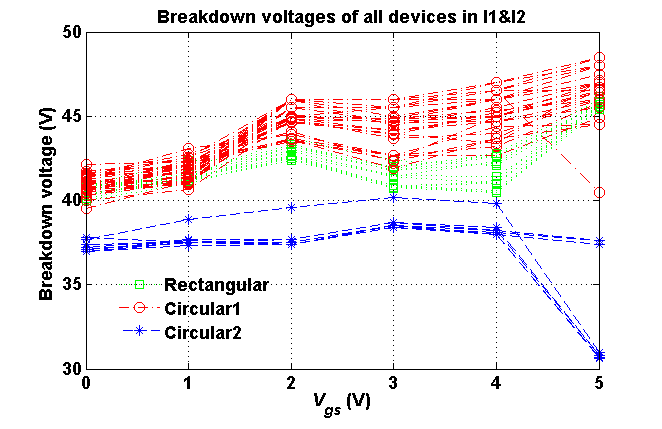 Breakdown voltages of all devices in I1&I2
Breakdown voltage (V)
50
45
40
35
30
Rectangular
Circular1
Circular2
0 1 2 3 4 5
Vgs (V)